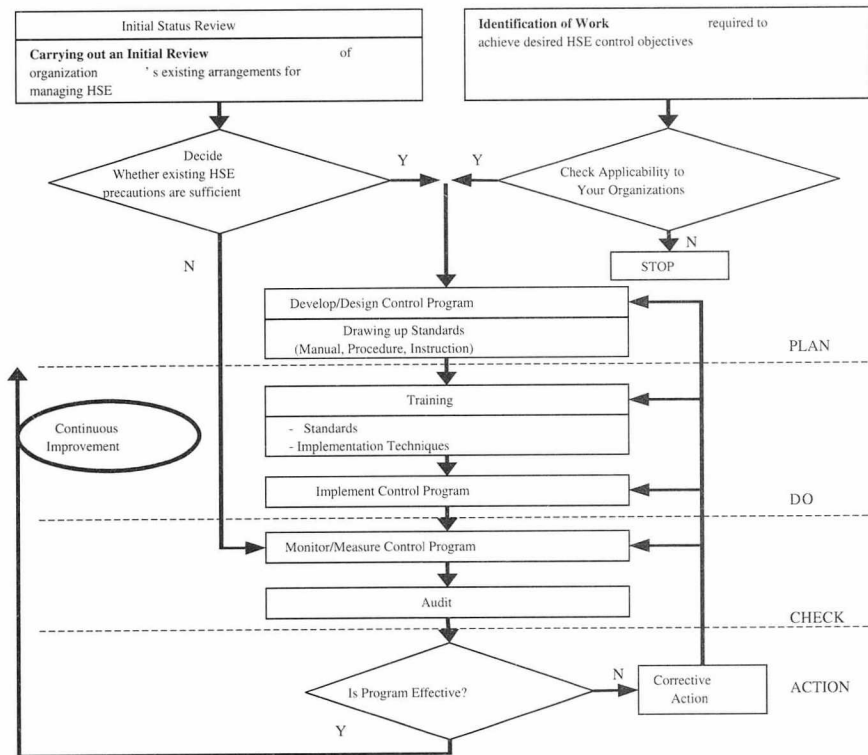 Initial Status Review
Carrying out an Initial Review of
organization ' s existing arrangements for
managing HSE
Identification of Work required to
achieve desired HSE control objectives
Decide
Whether existing HSE
precautions are sufficient
Y
Y
Check Applicability to
Your Organizations
N
N
STOP
Develop/Design Control Program
Drawing up Standards
(Manual, Procedure, Instruction)
PLAN
Training
- Standards
- Implementation Techniques
Continuous
Improvement
Implement Control Program
DO
Monitor/Measure Control Program
Audit
CHECK
Is Program Effective?
N
Corrective
Action
ACTION
Y